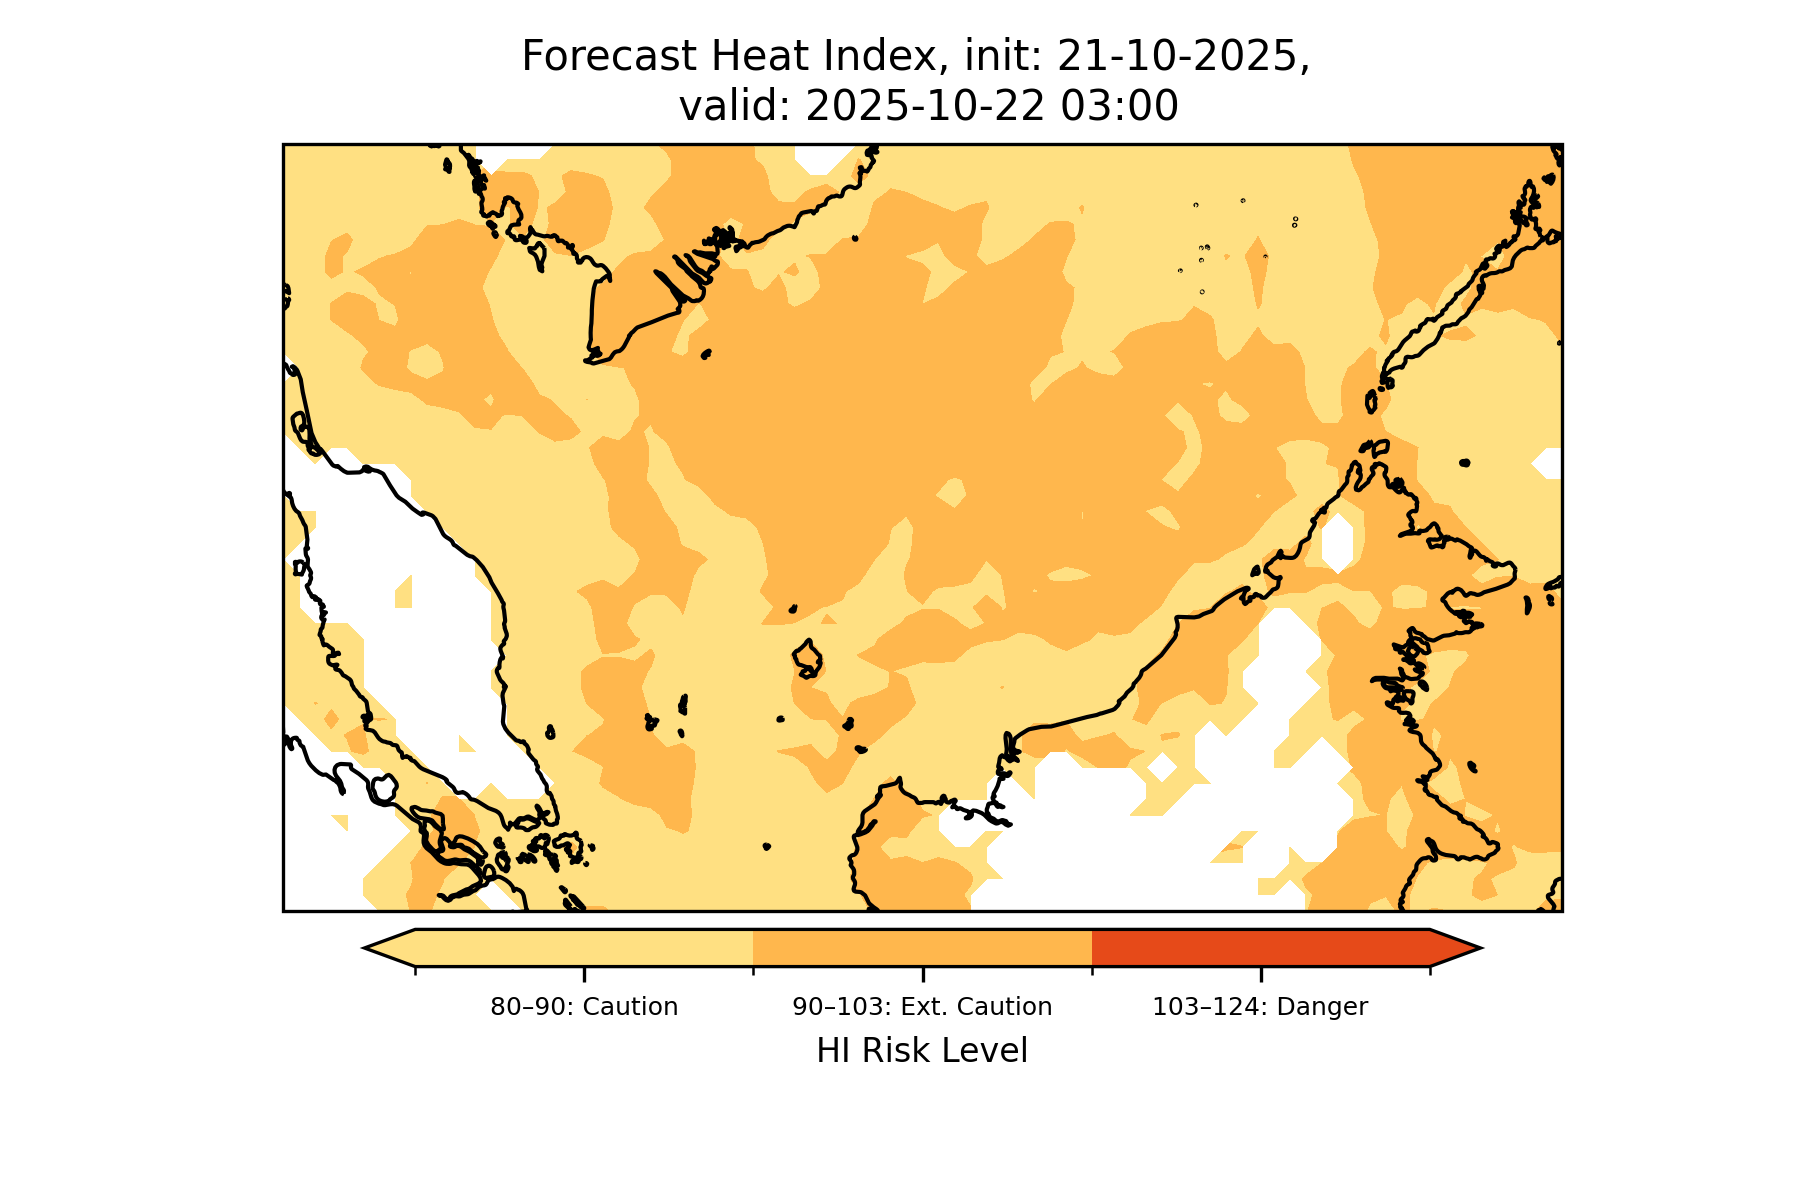 Forecast Heat Index, init: 21-10-2025,
valid: 2025-10-22 03:00
80–90: Caution
90–103: Ext. Caution
103–124: Danger
HI Risk Level